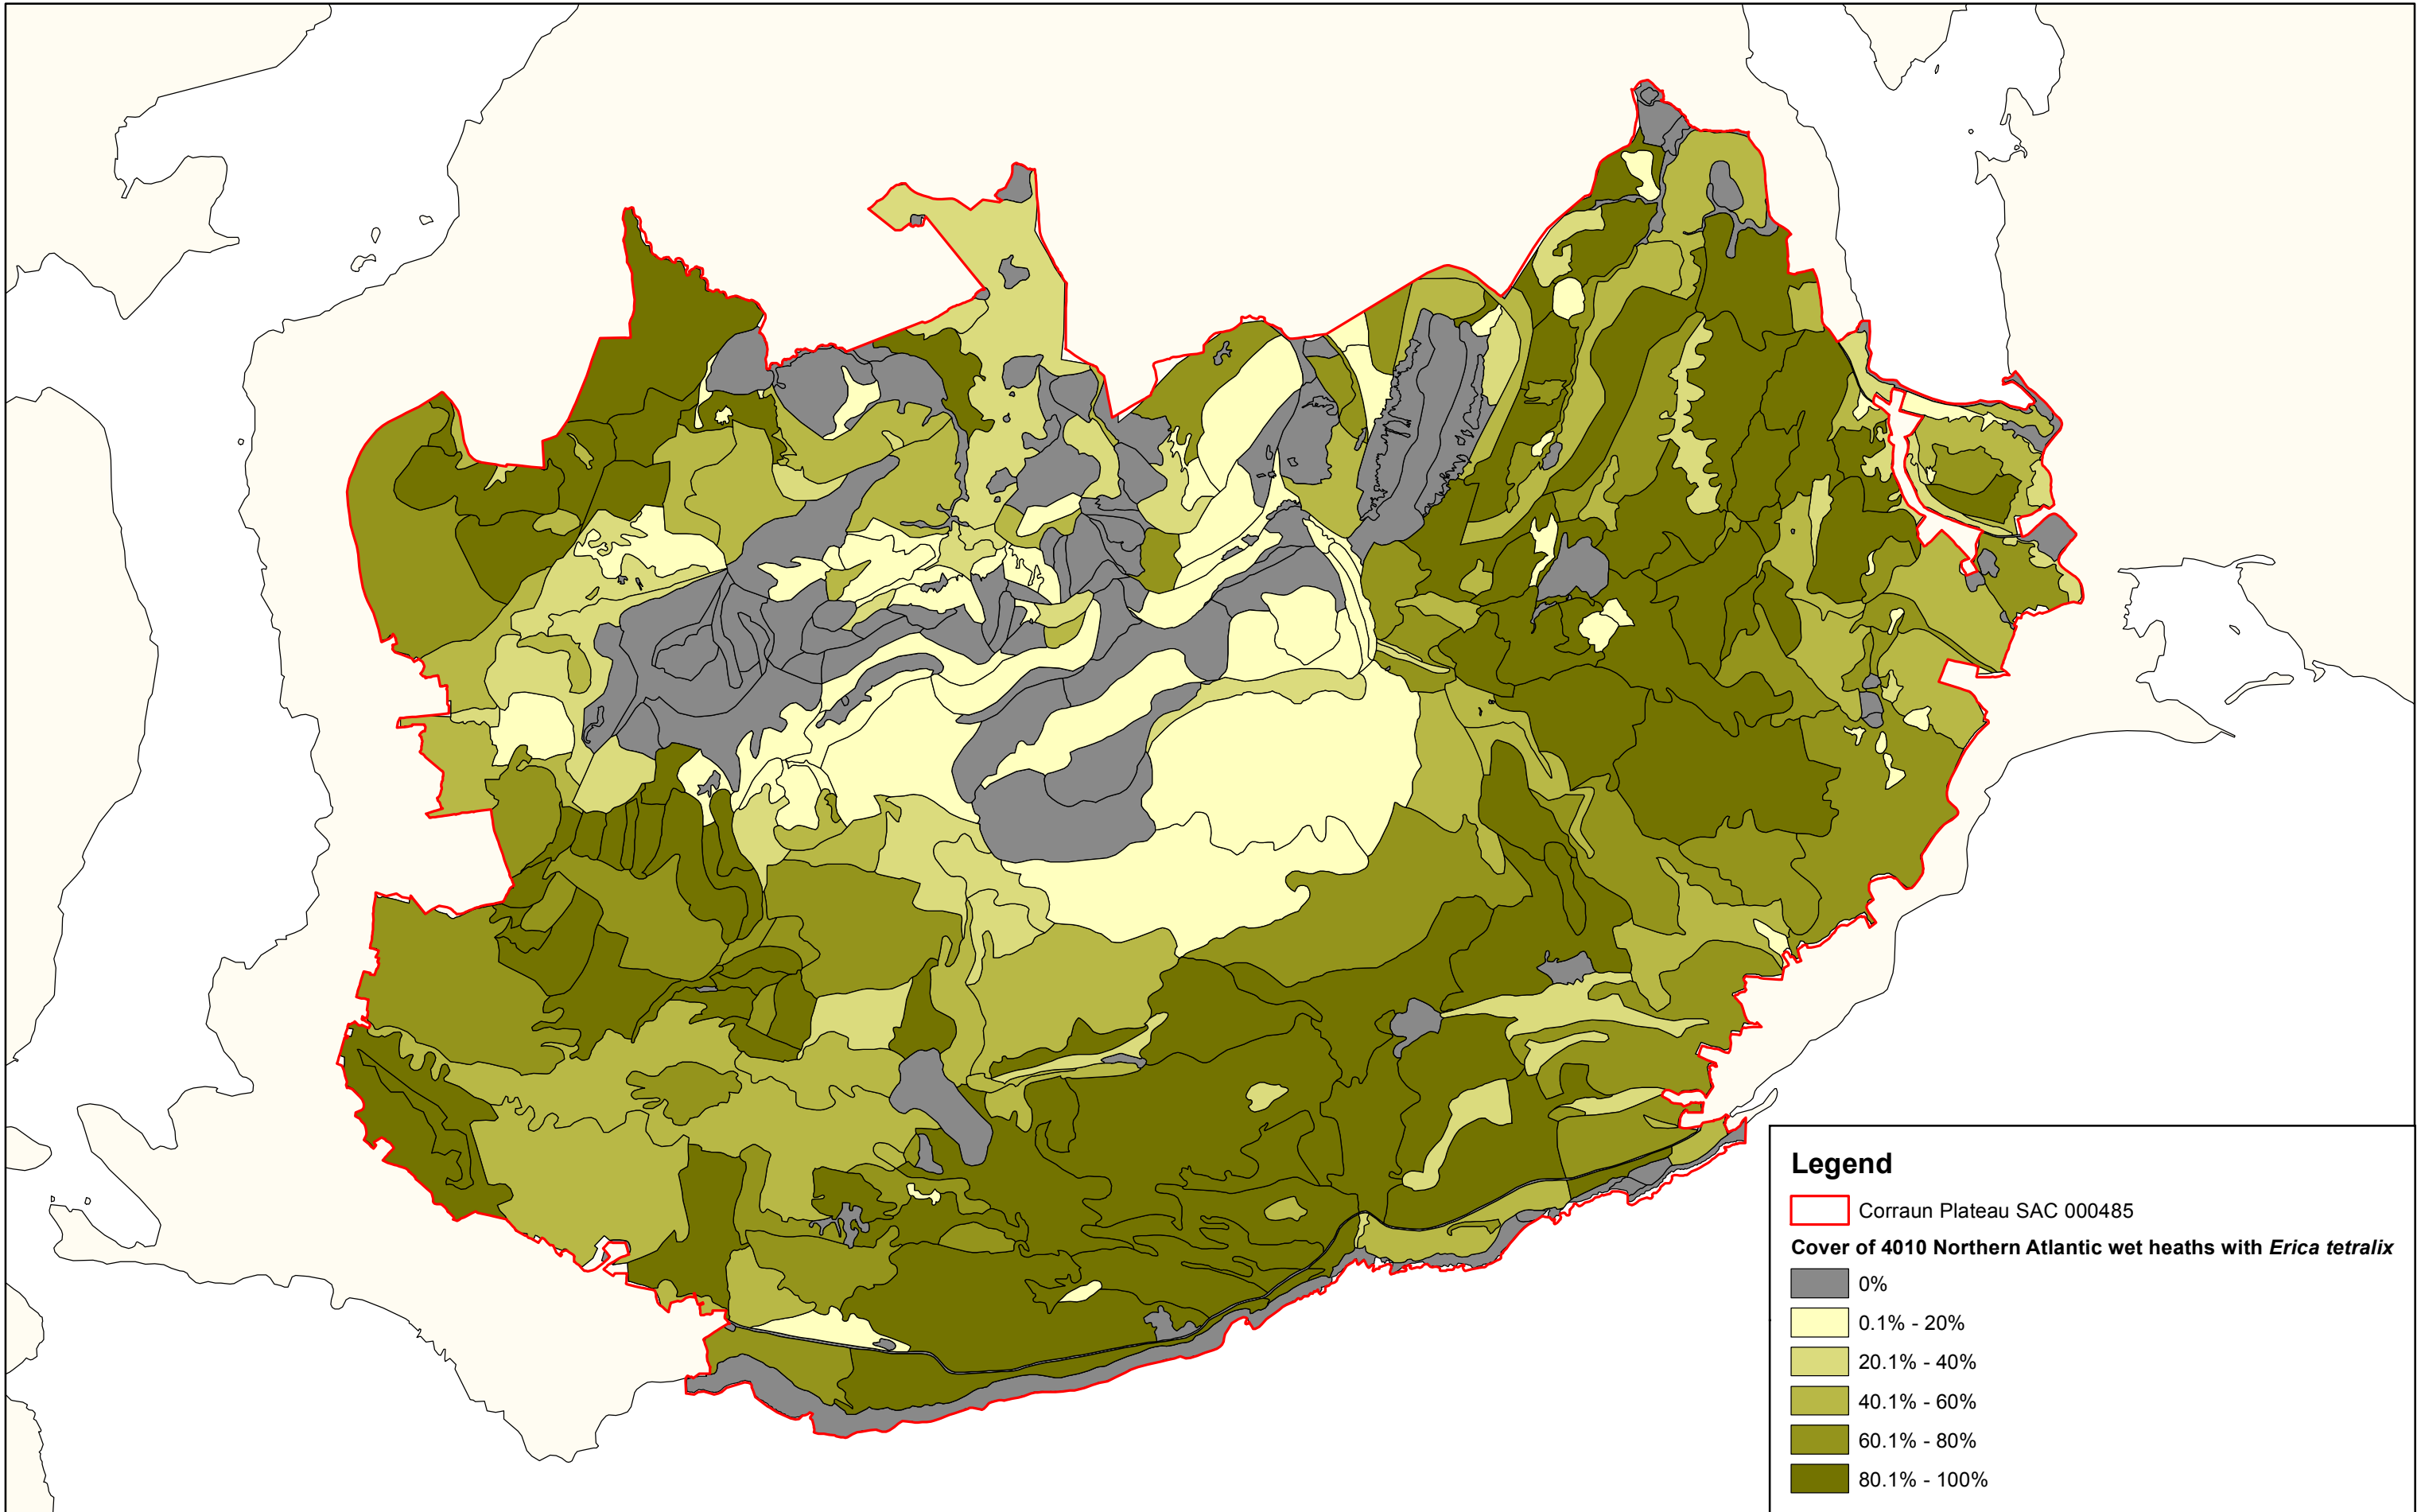 Legend
Corraun Plateau SAC 000485
Cover of 4010 Northern Atlantic wet heaths with Erica tetralix
0%
0.1% - 20%
20.1% - 40%
40.1% - 60%
60.1% - 80%
80.1% - 100%